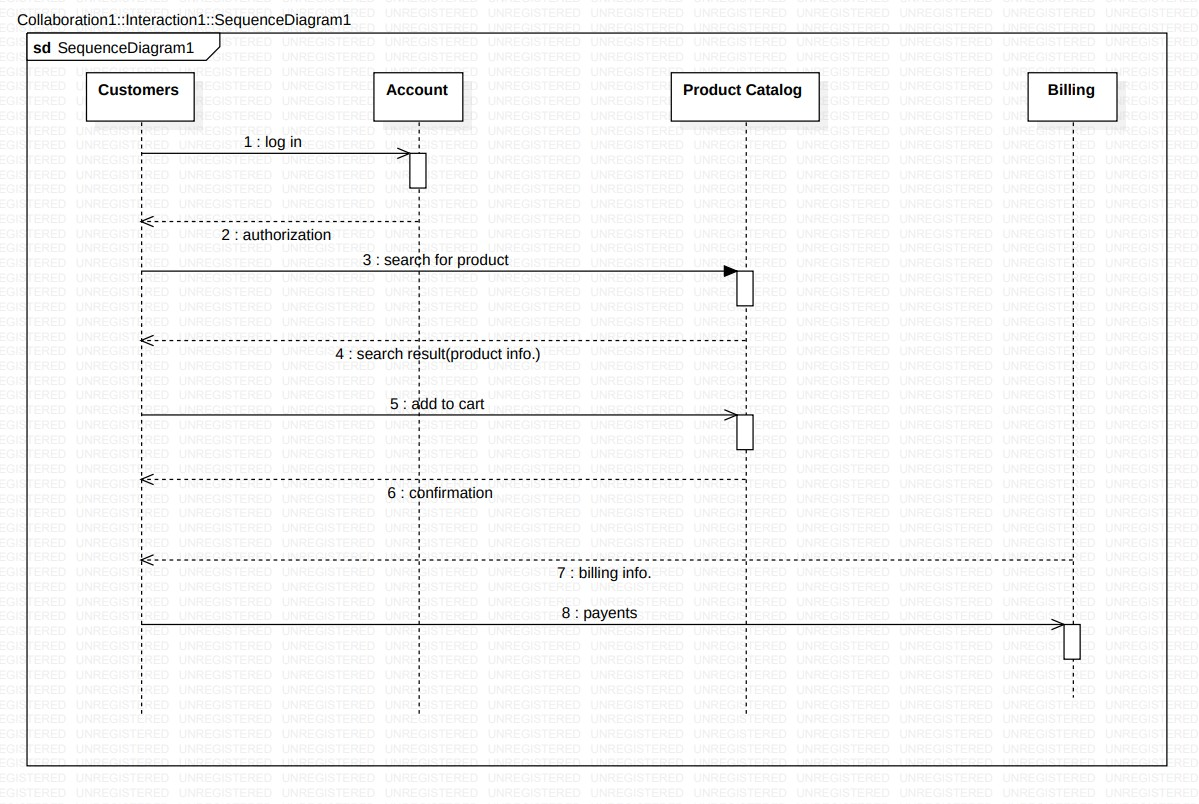 Collaboration1::Interaction1::SequenceDiagram1
sd SequenceDiagram1
Customers
Account
Product Catalog
Billing
1 : log in
2 : authorization
3 : search for product
4 : search result(product info.)
5 : add to cart
6 : confirmation
7 : billing info.
8 : payents
UNREGISTERED